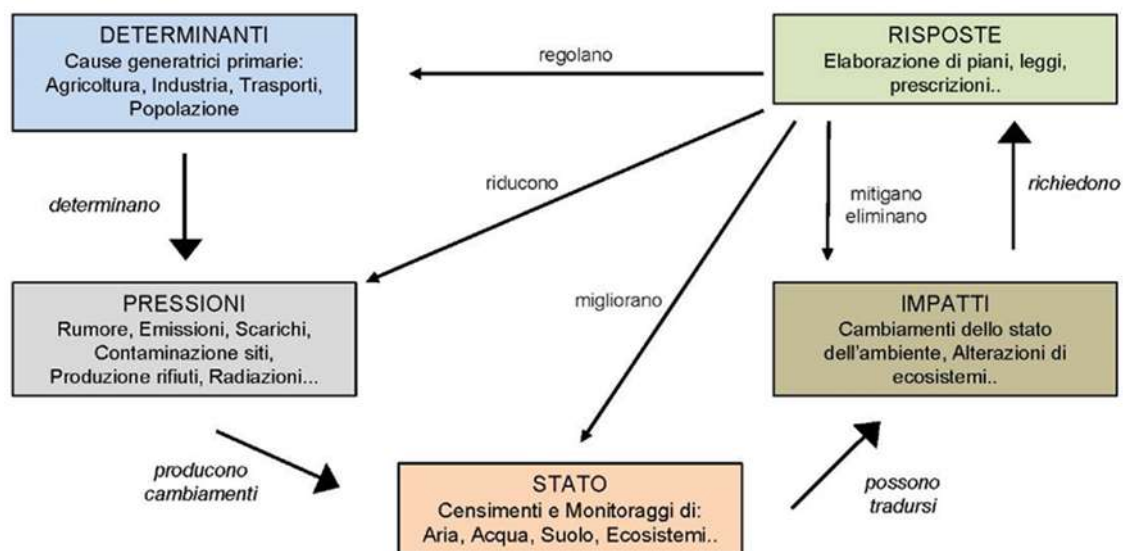 DETERMINANTI
Cause generatrici primarie:
Agricoltura, Industria, Trasporti,
Popolazione
regolano
RISPOSTE
Elaborazione di piani, leggi,
prescrizioni..
determinano
riducono
mitigano
eliminano
richiedono
PRESSIONI
Rumore, Emissioni, Scarichi,
Contaminazione siti,
Produzione rifiuti, Radiazioni...
migliorano
IMPATTI
Cambiamenti dello stato
dell'ambiente, Alterazioni di
ecosistemi..
producono
cambiamenti
STATO
Censimenti e Monitoraggi di:
Aria, Acqua, Suolo, Ecosistemi..
possono
tradursi